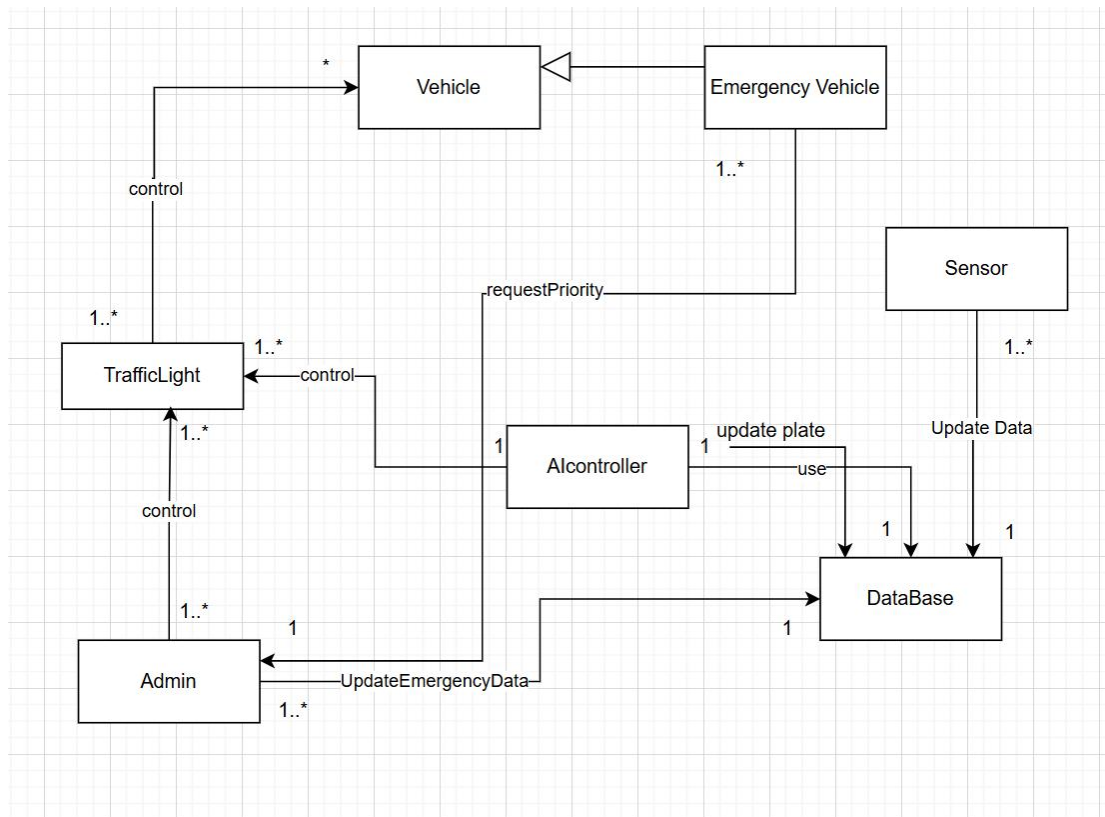 Vehicle
Emergency Vehicle
*
1..*
control
Sensor
requestPriority
1..*
1..*
1..*
TrafficLight
control
Update Data
1..*
update plate
1
AIcontroller
1
use
control
1
1
DataBase
1..*
1
1
Admin
UpdateEmergencyData
1..*